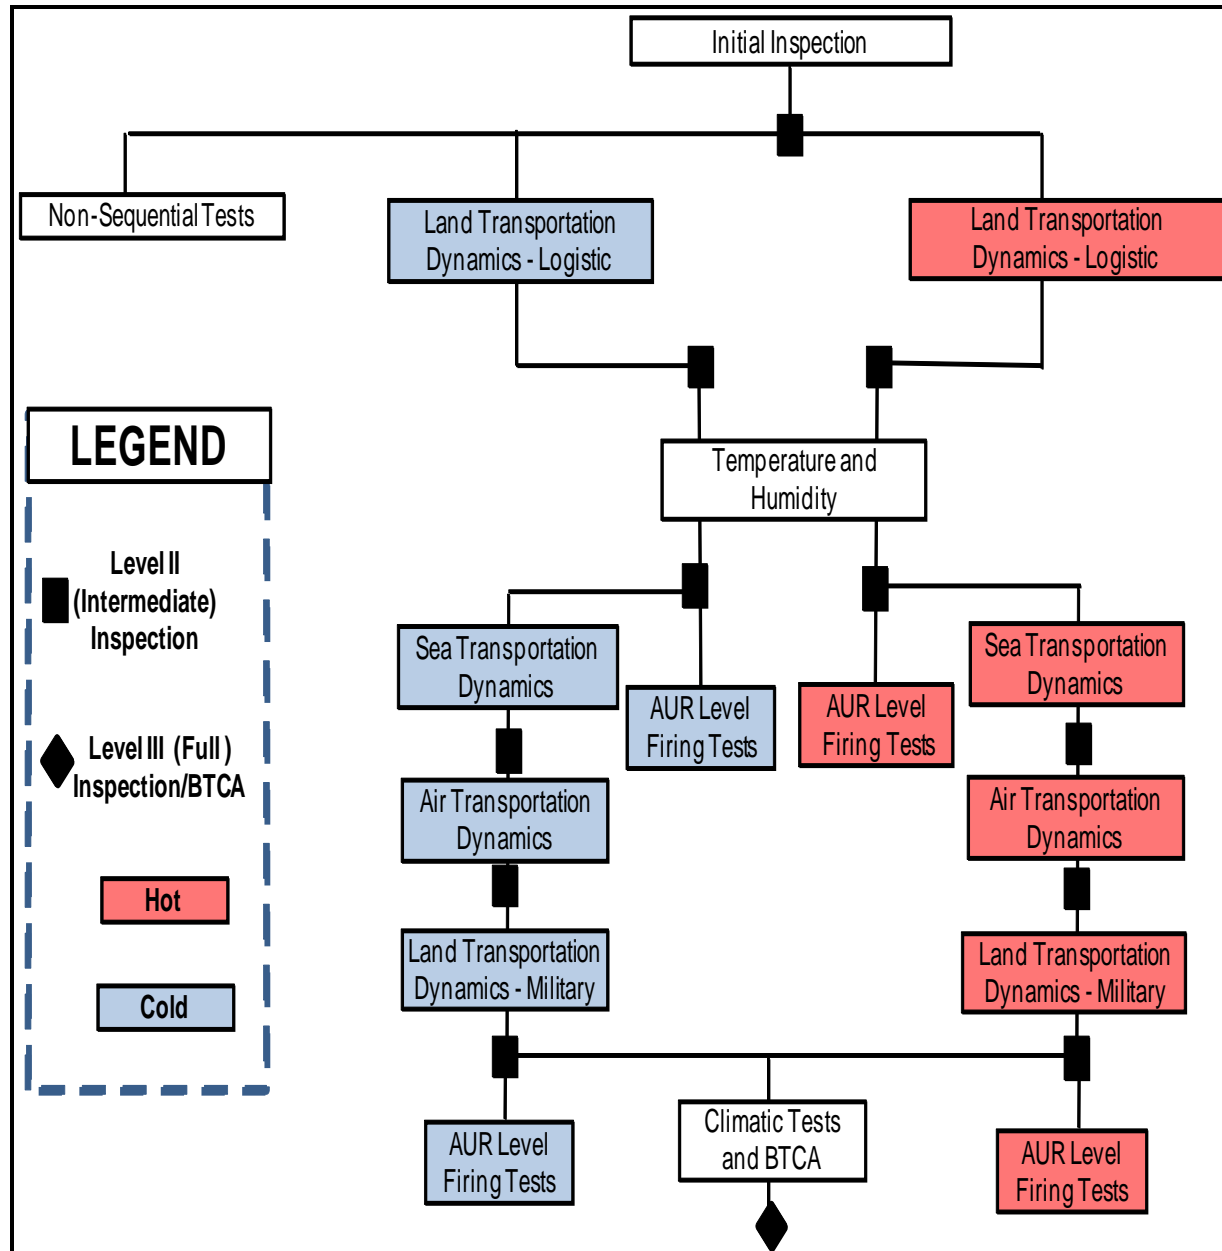 Initial Inspection
Non-Sequential Tests
Land Transportation
Dynamics - Logistic
Land Transportation
Dynamics - Logistic
Temperature and
Humidity
LEGEND
Level II
(Intermediate)
Inspection
Level III (Full)
Inspection/BTCA
Hot
Cold
Sea Transportation
Dynamics
AUR Level
Firing Tests
AUR Level
Firing Tests
Sea Transportation
Dynamics
Air Transportation
Dynamics
Air Transportation
Dynamics
Land Transportation
Dynamics - Military
Land Transportation
Dynamics - Military
AUR Level
Firing Tests
Climatic Tests
and BTCA
AUR Level
Firing Tests